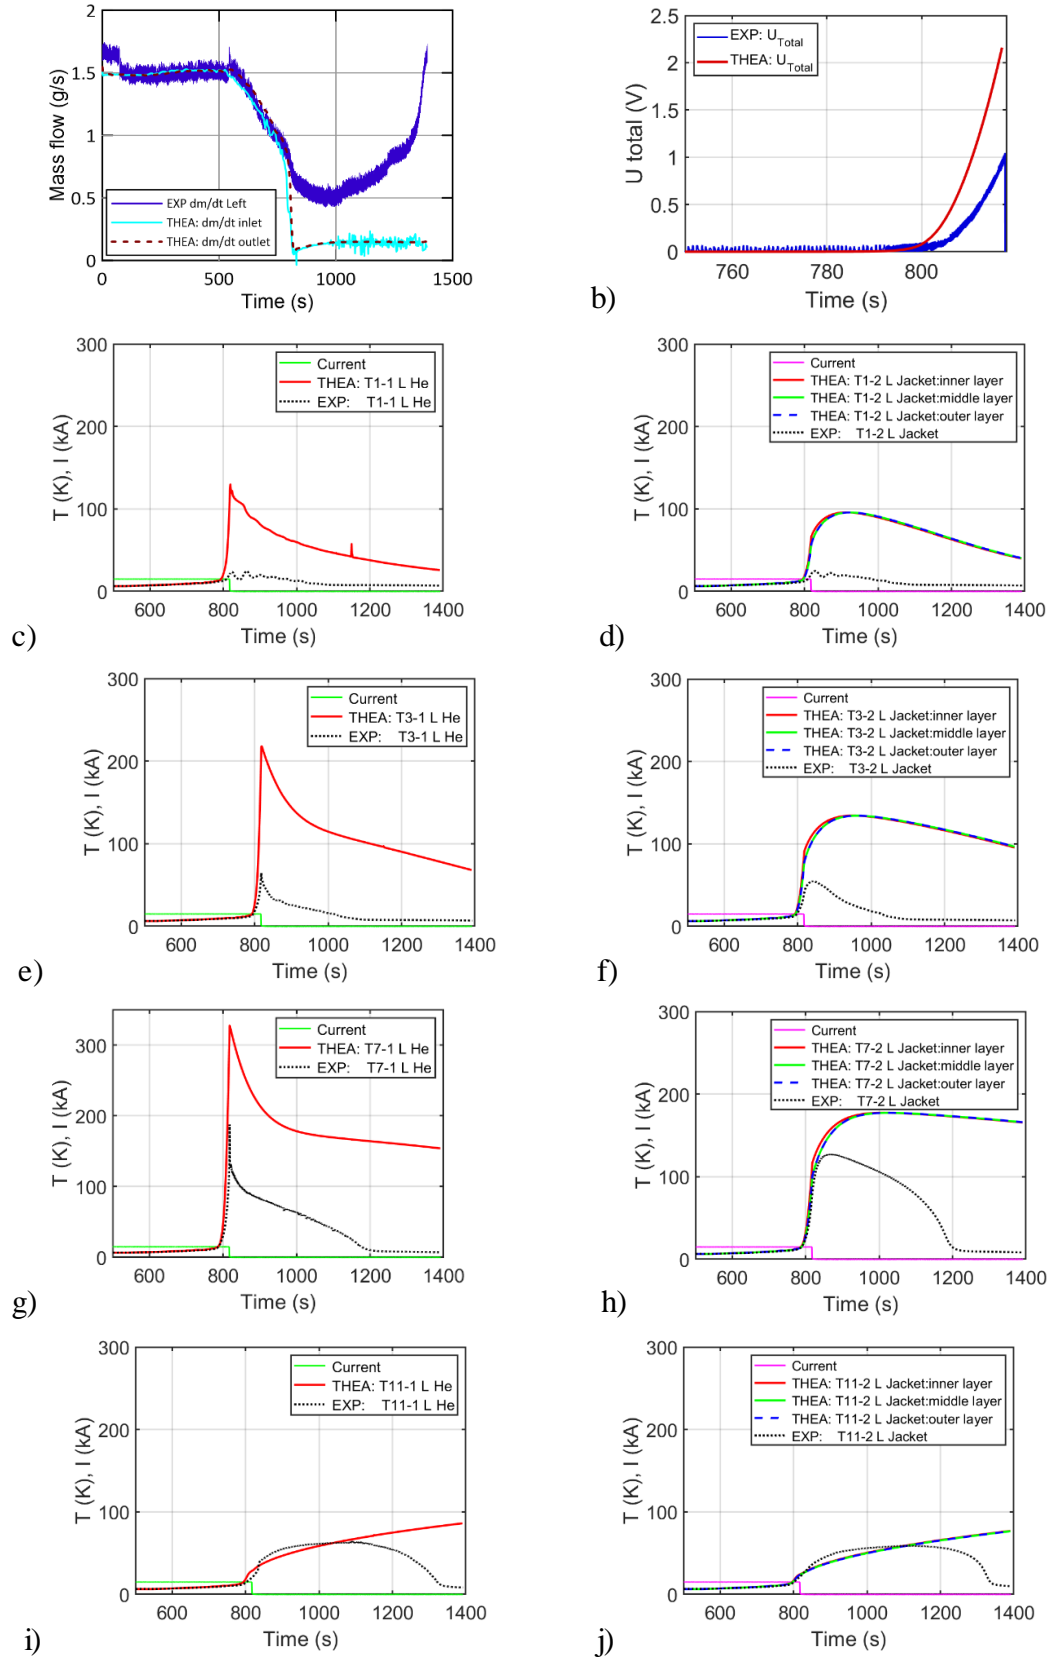 2
1.5
1
0.5
0
Mass flow (g/s)
EXP dm/dt Left
THEA: dm/dt inlet
THEA: dm/dt outlet
0 500 1000 1500
Time (s)
2.5
2
1.5
1
0.5
0
U total (V)
EXP: U_Total
THEA: U_Total
760 780 800
Time (s)
b)
300
200
100
0
T (K), I (kA)
Current
THEA: T1-1 L He
EXP: T1-1 L He
600 800 1000 1200 1400
Time (s)
c)
300
200
100
0
T (K), I (kA)
Current
THEA: T1-2 L Jacket:inner layer
THEA: T1-2 L Jacket:middle layer
THEA: T1-2 L Jacket:outer layer
EXP: T1-2 L Jacket
600 800 1000 1200 1400
Time (s)
d)
300
200
100
0
T (K), I (kA)
Current
THEA: T3-1 L He
EXP: T3-1 L He
600 800 1000 1200 1400
Time (s)
e)
300
200
100
0
T (K), I (kA)
Current
THEA: T3-2 L Jacket:inner layer
THEA: T3-2 L Jacket:middle layer
THEA: T3-2 L Jacket:outer layer
EXP: T3-2 L Jacket
600 800 1000 1200 1400
Time (s)
f)
300
200
100
0
T (K), I (kA)
Current
THEA: T7-1 L He
EXP: T7-1 L He
600 800 1000 1200 1400
Time (s)
g)
300
200
100
0
T (K), I (kA)
Current
THEA: T7-2 L Jacket:inner layer
THEA: T7-2 L Jacket:middle layer
THEA: T7-2 L Jacket:outer layer
EXP: T7-2 L Jacket
600 800 1000 1200 1400
Time (s)
h)
300
200
100
0
T (K), I (kA)
Current
THEA: T11-1 L He
EXP: T11-1 L He
600 800 1000 1200 1400
Time (s)
i)
300
200
100
0
T (K), I (kA)
Current
THEA: T11-2 L Jacket:inner layer
THEA: T11-2 L Jacket:middle layer
THEA: T11-2 L Jacket:outer layer
EXP: T11-2 L Jacket
600 800 1000 1200 1400
Time (s)
j)